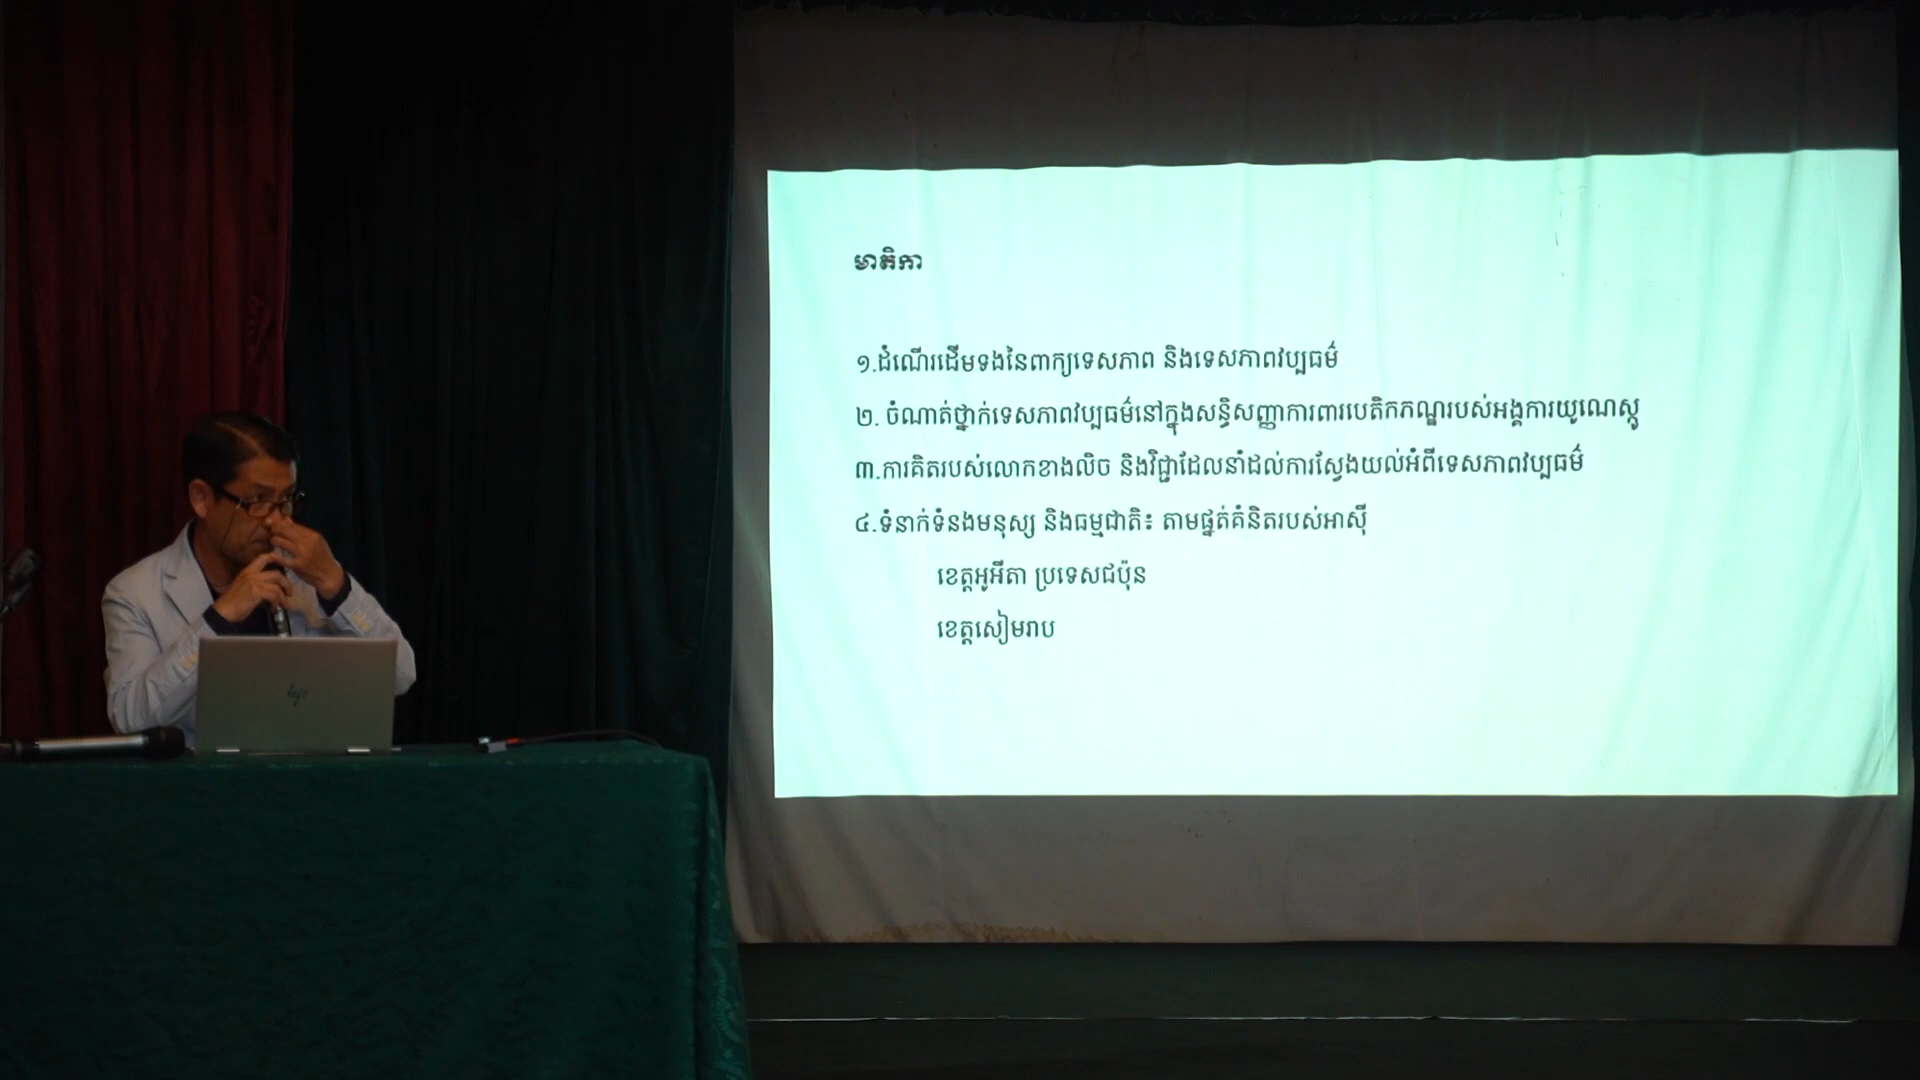 មាតិកា
១.ដំណើរដើមទងនៃពាក្យទេសភាព និងទេសភាពវប្បធម៌
២. ចំណាត់ថ្នាក់ទេសភាពវប្បធម៌នៅក្នុងសន្ធិសញ្ញាការពារបេតិកភណ្ឌរបស់អង្គការយូណេស្កូ
៣.ការគិតរបស់លោកខាងលិច និងវិជ្ជាដែលនាំដល់ការស្វែងយល់អំពីទេសភាពវប្បធម៌
៤.ទំនាក់ទំនងមនុស្ស និងធម្មជាតិ៖ តាមផ្នត់គំនិតរបស់អាស៊ី
ខេត្តអូអីតា ប្រទេសជប៉ុន
ខេត្តសៀមរាប
hp